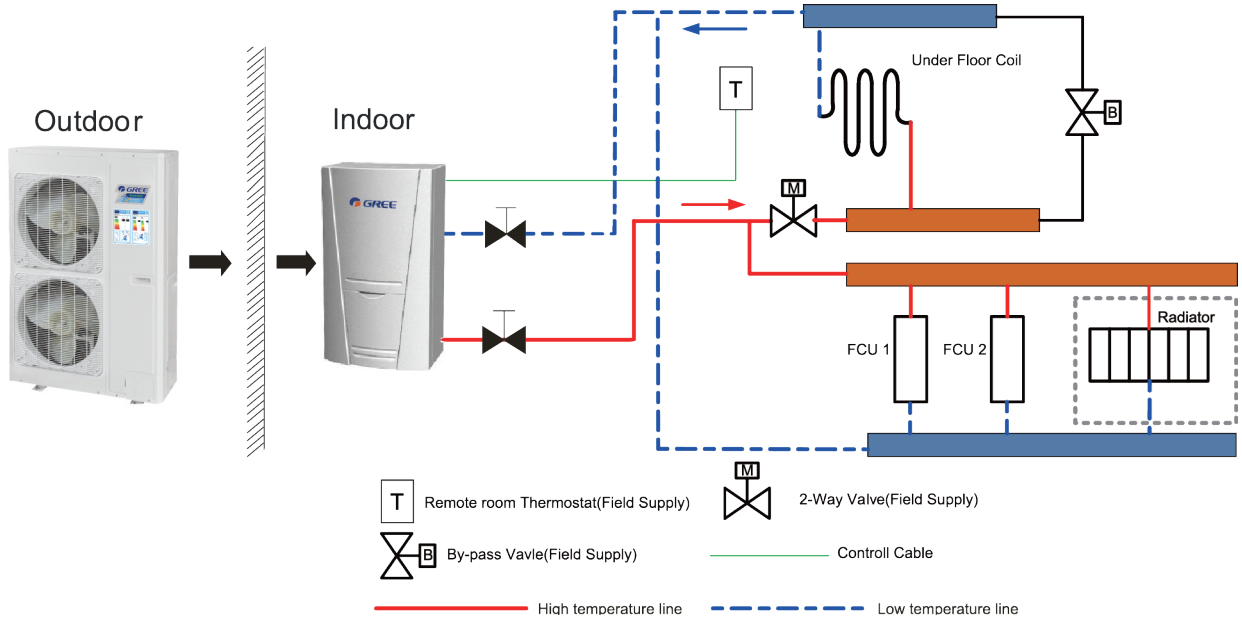 Outdoor
Indoor
GREE
GREE
T
Under Floor Coil
B
M
FCU 1
FCU 2
Radiator
T
Remote room Thermostat(Field Supply)
M
2-Way Valve(Field Supply)
B
By-pass Vavle(Field Supply)
Controll Cable
High temperature line
Low temperature line